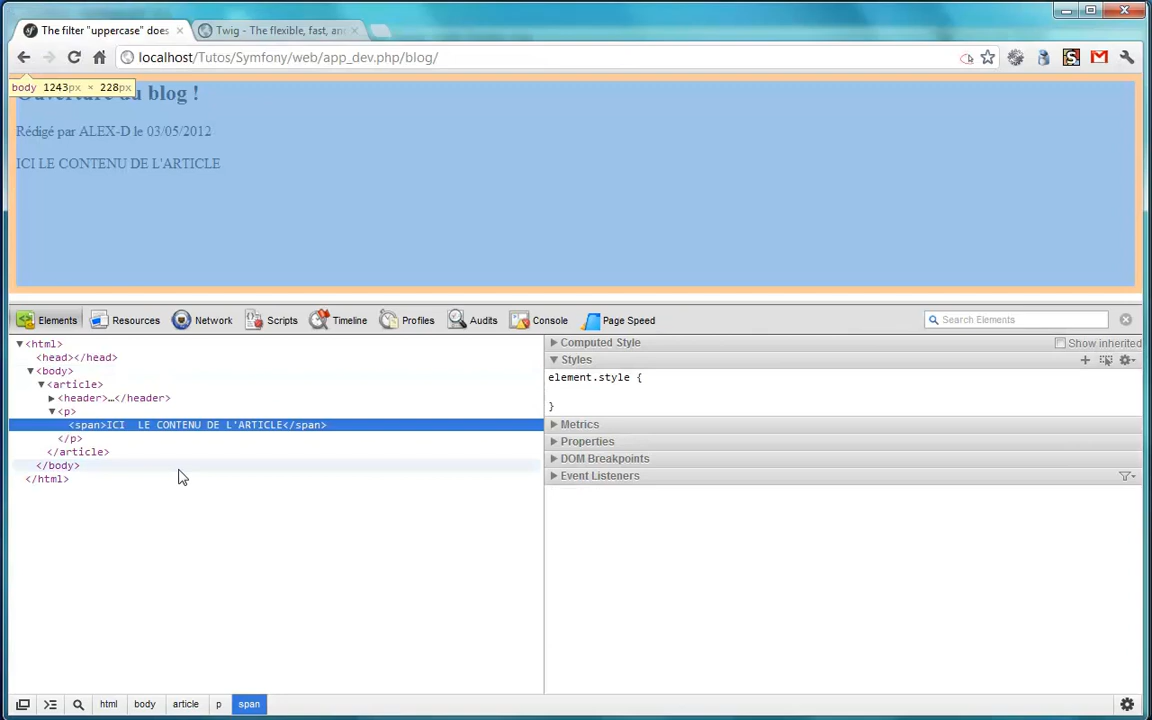 The filter "uppercase" does
Twig - The flexible, fast, an
localhost/Tutos/Symfony/web/app_dev.php/blog/
body 1243px × 228px
Ouverture du blog !
Rédigé par ALEX-D le 03/05/2012
ICI LE CONTENU DE L'ARTICLE
Elements Resources Network Scripts Timeline Profiles Audits Console Page Speed Search Elements
<html>
<head></head>
<body>
<article>
<header>…</header>
<p>
<span>ICI  LE CONTENU DE L'ARTICLE</span>
</p>
</article>
</body>
</html>
Computed Style Show inherited
Styles
element.style {
}
Metrics
Properties
DOM Breakpoints
Event Listeners
html body article p span